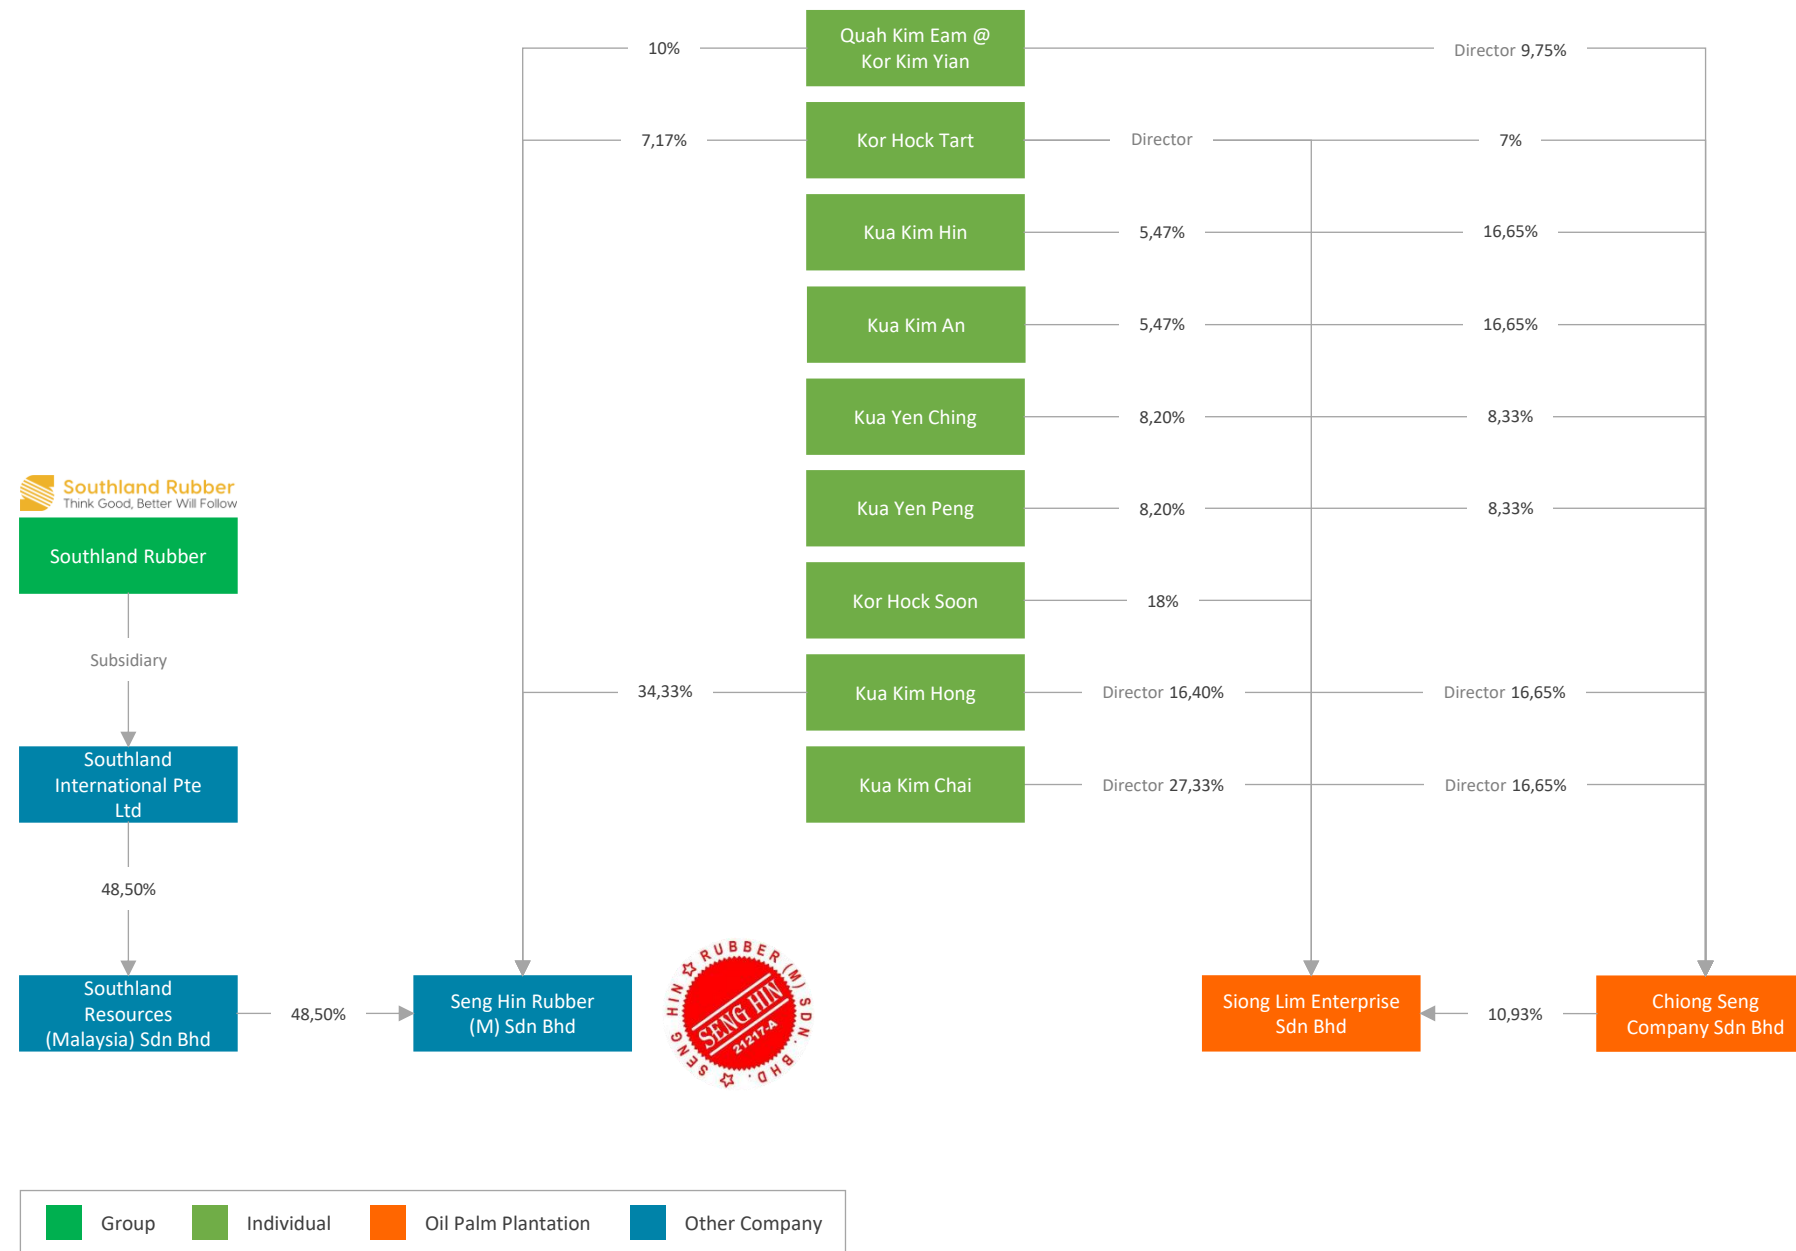 Quah Kim Eam @
Kor Kim Yian
10%
Director 9,75%
Kor Hock Tart
7,17%
Director
7%
Kua Kim Hin
5,47%
16,65%
Kua Kim An
5,47%
16,65%
Kua Yen Ching
8,20%
8,33%
Kua Yen Peng
8,20%
8,33%
Kor Hock Soon
18%
Kua Kim Hong
34,33%
Director 16,40%
Director 16,65%
Kua Kim Chai
Director 27,33%
Director 16,65%
Southland Rubber
Think Good, Better Will Follow
Southland Rubber
Subsidiary
Southland
International Pte
Ltd
48,50%
Southland
Resources
(Malaysia) Sdn Bhd
48,50%
Seng Hin Rubber
(M) Sdn Bhd
SENG HIN ☆ RUBBER (M) SDN. BHD. ☆
SENG HIN
21217-A
Siong Lim Enterprise
Sdn Bhd
10,93%
Chiong Seng
Company Sdn Bhd
Group
Individual
Oil Palm Plantation
Other Company